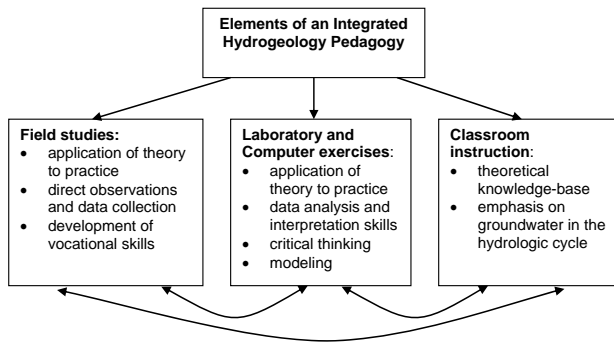 Elements of an Integrated
Hydrogeology Pedagogy
Field studies:
• application of theory
to practice
• direct observations
and data collection
• development of
vocational skills
Laboratory and
Computer exercises:
• application of
theory to practice
• data analysis and
interpretation skills
• critical thinking
• modeling
Classroom
instruction:
• theoretical
knowledge-base
• emphasis on
groundwater in the
hydrologic cycle